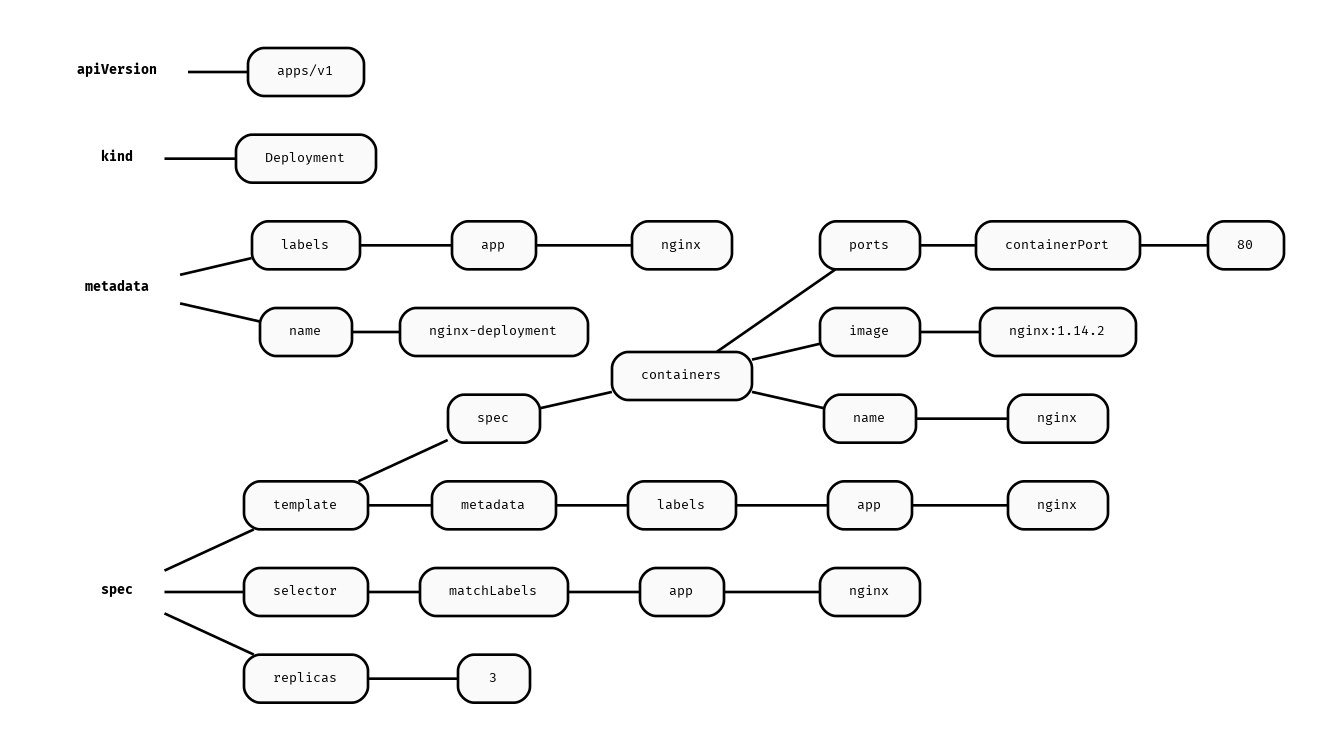 apiVersion
apps/v1
kind
Deployment
metadata
labels
app
nginx
name
nginx-deployment
spec
template
spec
containers
ports
containerPort
80
image
nginx:1.14.2
name
nginx
metadata
labels
app
nginx
selector
matchLabels
app
nginx
replicas
3